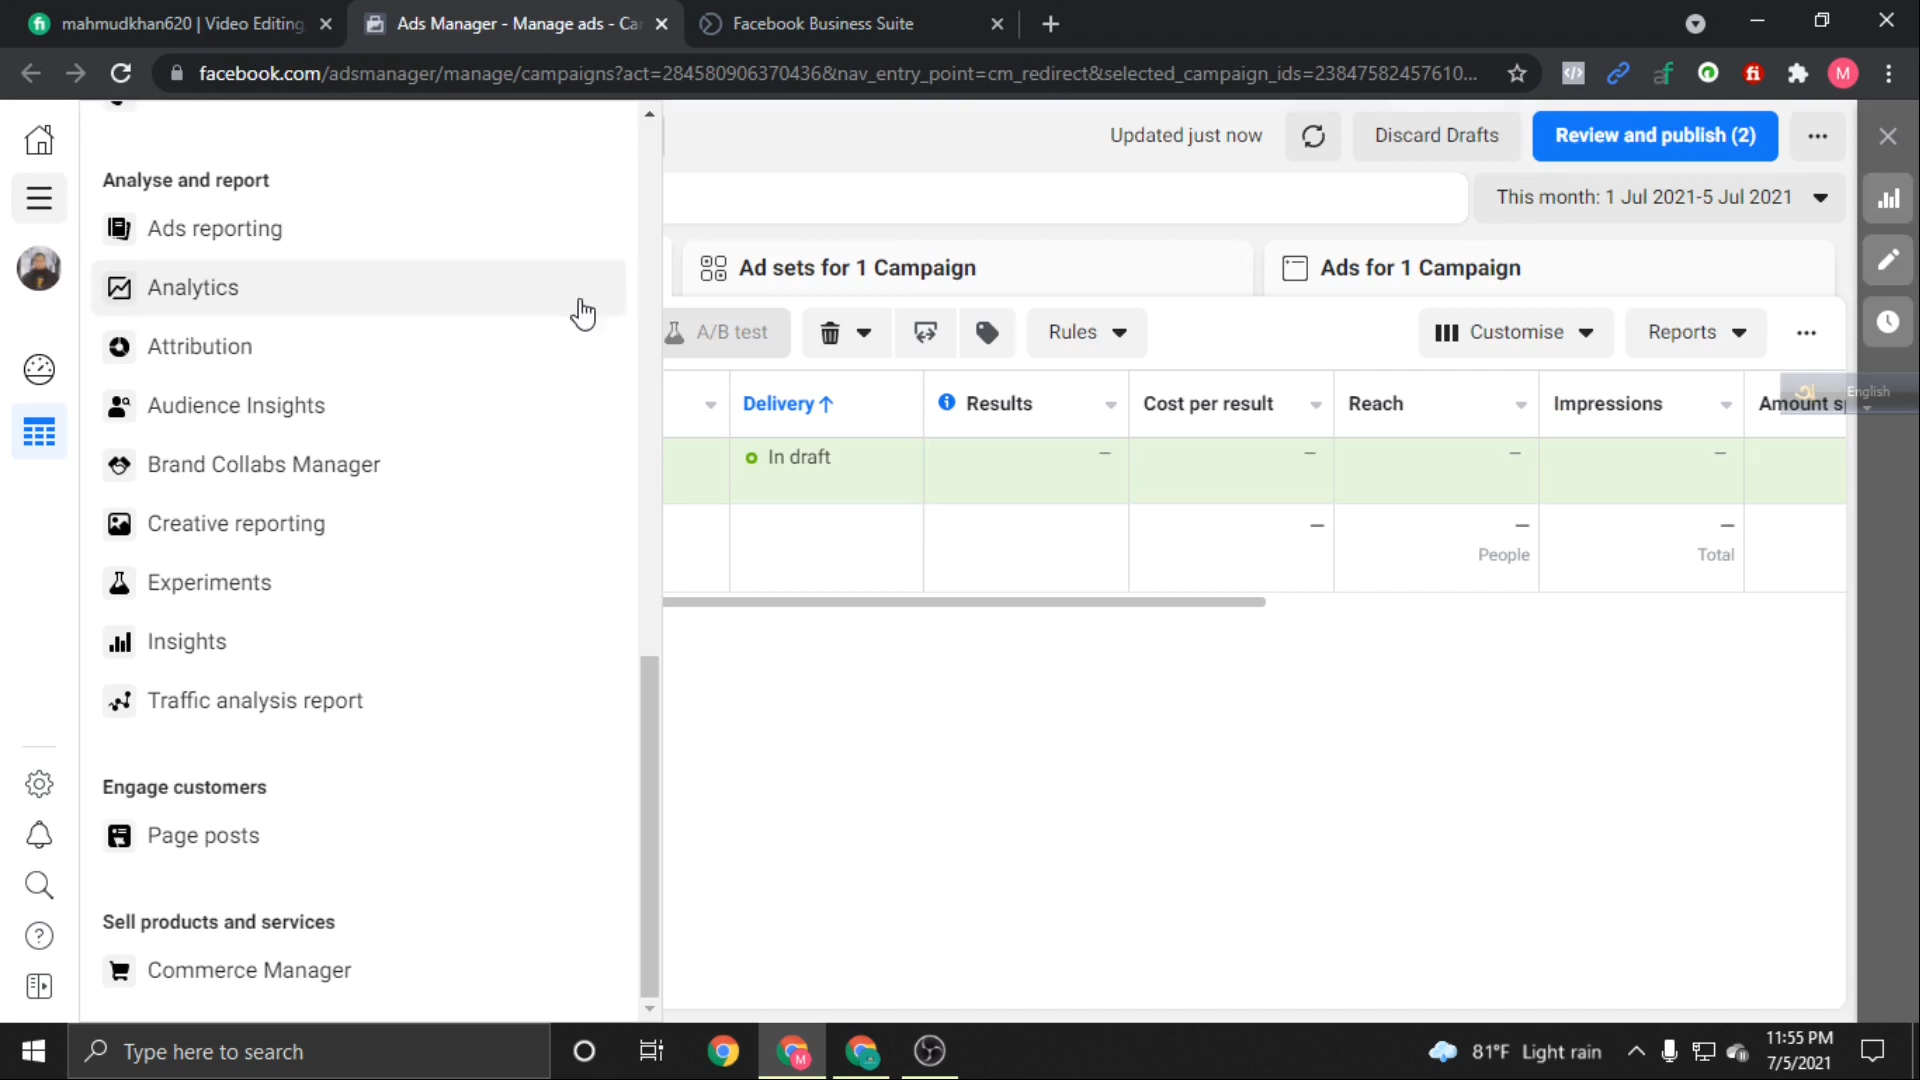 mahmudkhan620 | Video Editing,
Ads Manager - Manage ads - Ca
Facebook Business Suite
facebook.com/adsmanager/manage/campaigns?act=284580906370436&nav_entry_point=cm_redirect&selected_campaign_ids=23847582457610...
M
Updated just now
Discard Drafts
Review and publish (2)
This month: 1 Jul 2021-5 Jul 2021
Analyse and report
Ads reporting
Analytics
Attribution
Audience Insights
Brand Collabs Manager
Creative reporting
Experiments
Insights
Traffic analysis report
Engage customers
Page posts
Sell products and services
Commerce Manager
Ad sets for 1 Campaign
Ads for 1 Campaign
A/B test
Rules
Customise
Reports
English
Delivery
Results
Cost per result
Reach
Impressions
Amount s
In draft
People
Total
Type here to search
81°F Light rain
11:55 PM
7/5/2021